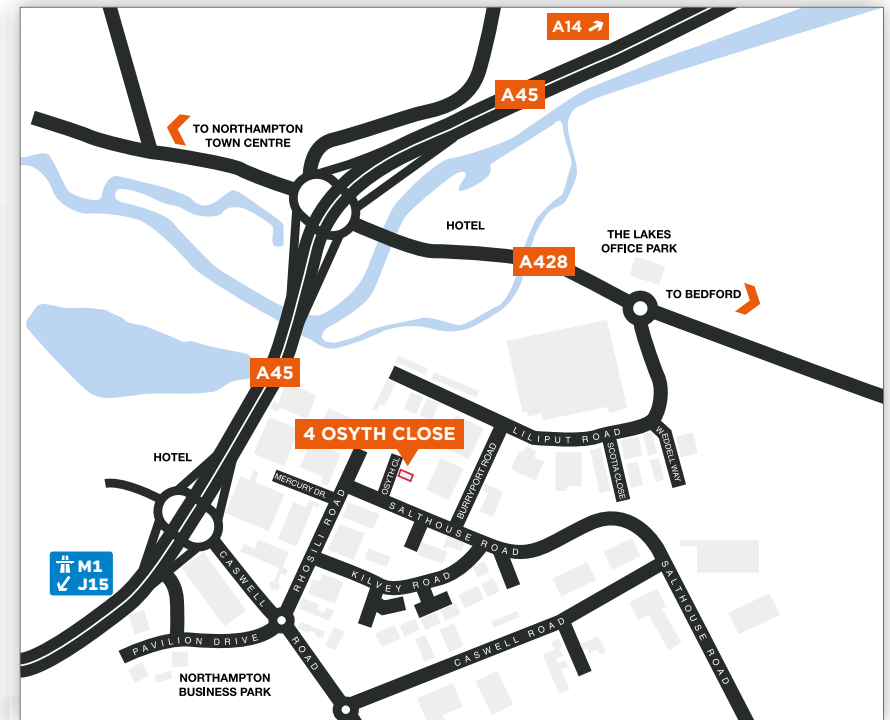 A14
A45
TO NORTHAMPTON
TOWN CENTRE
HOTEL
THE LAKES
OFFICE PARK
A428
TO BEDFORD
A45
4 OSYTH CLOSE
LILIPUT ROAD
WEDDELL WAY
SCOTIA CLOSE
HOTEL
MERCURY DR.
OSYTH CL
BURRYPORT ROAD
RHOSILI ROAD
SALTHOUSE ROAD
M1
J15
CASWELL ROAD
KILVEY ROAD
SALTHOUSE ROAD
PAVILION DRIVE
CASWELL ROAD
NORTHAMPTON
BUSINESS PARK